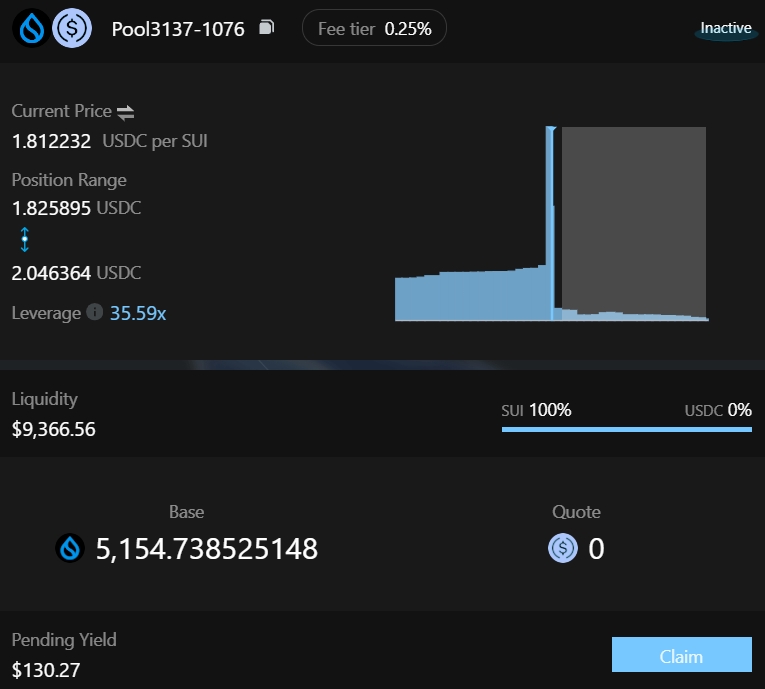 Pool3137-1076 Fee tier 0.25% Inactive
Current Price
1.812232 USDC per SUI
Position Range
1.825895 USDC
2.046364 USDC
Leverage 35.59x
Liquidity
$9,366.56
SUI 100% USDC 0%
Base
5,154.738525148
Quote
0
Pending Yield
$130.27
Claim